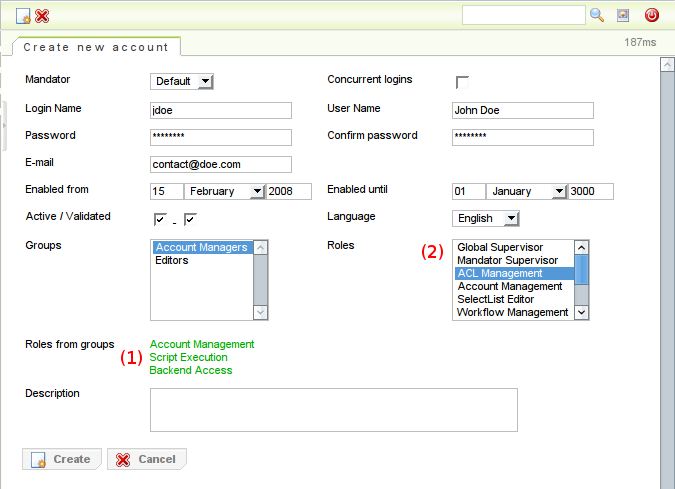 187ms
Create new account
Mandator Default Concurrent logins
Login Name jdoe User Name John Doe
Password ******** Confirm password ********
E-mail contact@doe.com
Enabled from 15 February 2008 Enabled until 01 January 3000
Active / Validated - Language English
Groups Account Managers Roles (2) Global Supervisor
Editors Mandator Supervisor
ACL Management
Account Management
SelectList Editor
Workflow Management
Roles from groups Account Management
(1) Script Execution
Backend Access
Description
Create Cancel